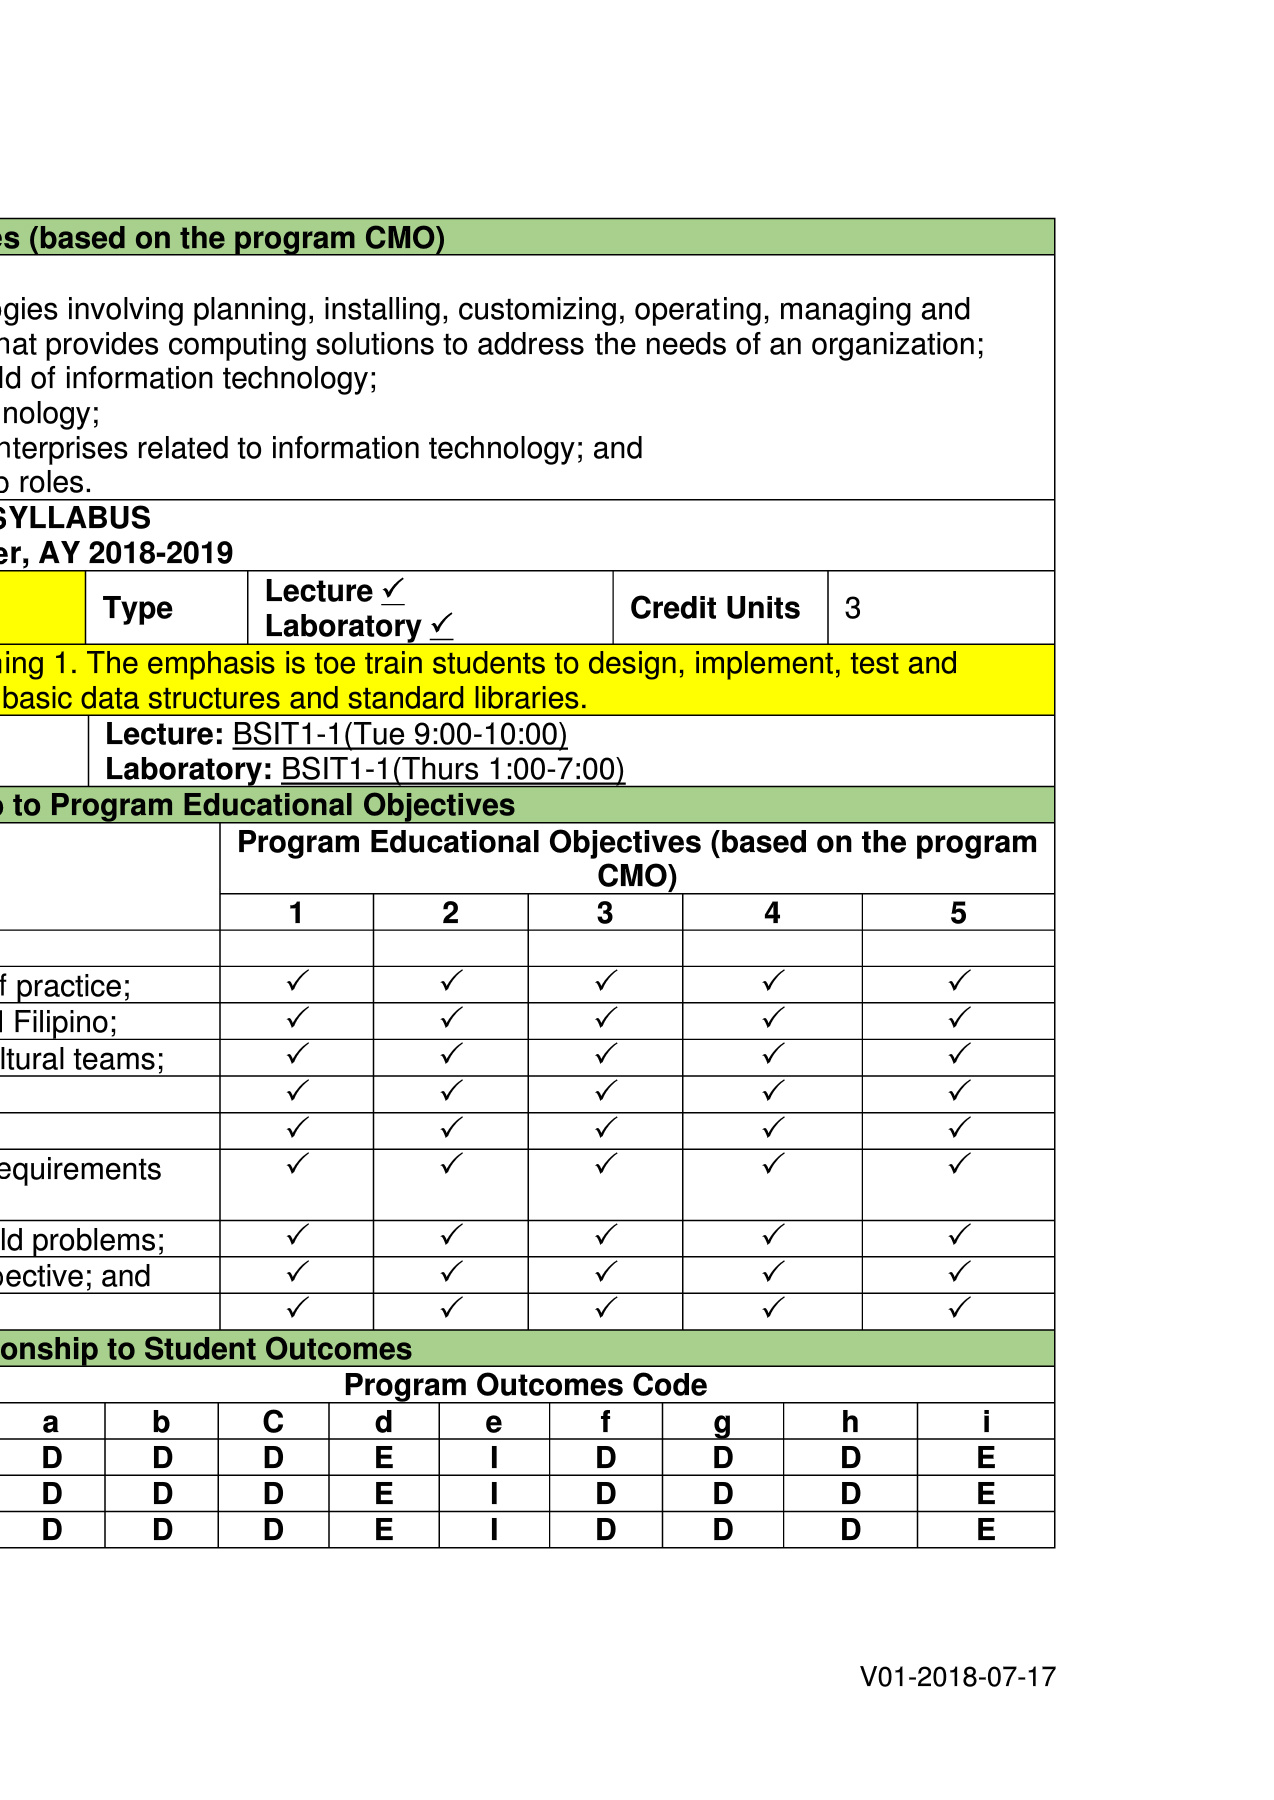 es (based on the program CMO)
gies involving planning, installing, customizing, operating, managing and
hat provides computing solutions to address the needs of an organization;
ld of information technology;
nology;
nterprises related to information technology; and
o roles.
SYLLABUS
er, AY 2018-2019
Type
Lecture ✓
Laboratory ✓
Credit Units
3
ing 1. The emphasis is toe train students to design, implement, test and
basic data structures and standard libraries.
Lecture: BSIT1-1(Tue 9:00-10:00)
Laboratory: BSIT1-1(Thurs 1:00-7:00)
to Program Educational Objectives
Program Educational Objectives (based on the program
CMO)
1 2 3 4 5
f practice; ✓ ✓ ✓ ✓ ✓
Filipino; ✓ ✓ ✓ ✓ ✓
ltural teams; ✓ ✓ ✓ ✓ ✓
✓ ✓ ✓ ✓ ✓
✓ ✓ ✓ ✓ ✓
equirements ✓ ✓ ✓ ✓ ✓
ld problems; ✓ ✓ ✓ ✓ ✓
pective; and ✓ ✓ ✓ ✓ ✓
✓ ✓ ✓ ✓ ✓
onship to Student Outcomes
Program Outcomes Code
a b C d e f g h i
D D D E I D D D E
D D D E I D D D E
D D D E I D D D E
V01-2018-07-17